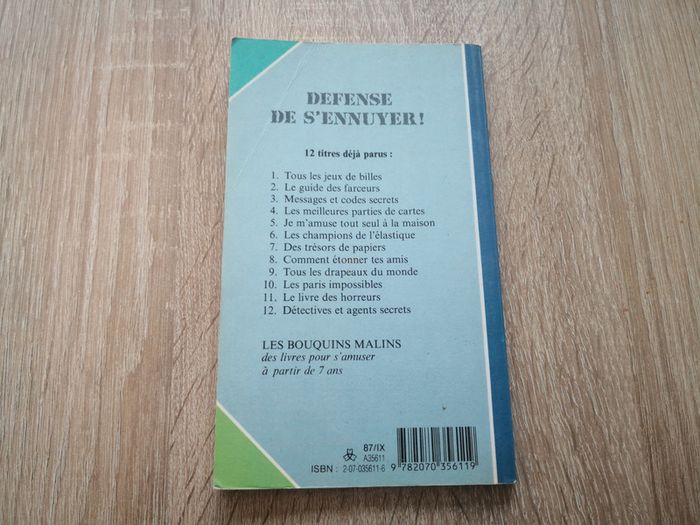 DEFENSE
DE S'ENNUYER!
12 titres déjà parus :
1. Tous les jeux de billes
2. Le guide des farceurs
3. Messages et codes secrets
4. Les meilleures parties de cartes
5. Je m'amuse tout seul à la maison
6. Les champions de l'élastique
7. Des trésors de papiers
8. Comment étonner tes amis
9. Tous les drapeaux du monde
10. Les paris impossibles
11. Le livre des horreurs
12. Détectives et agents secrets
LES BOUQUINS MALINS
des livres pour s'amuser
à partir de 7 ans
87/IX
A35611
ISBN : 2-07-035611-6
9 782070 356119